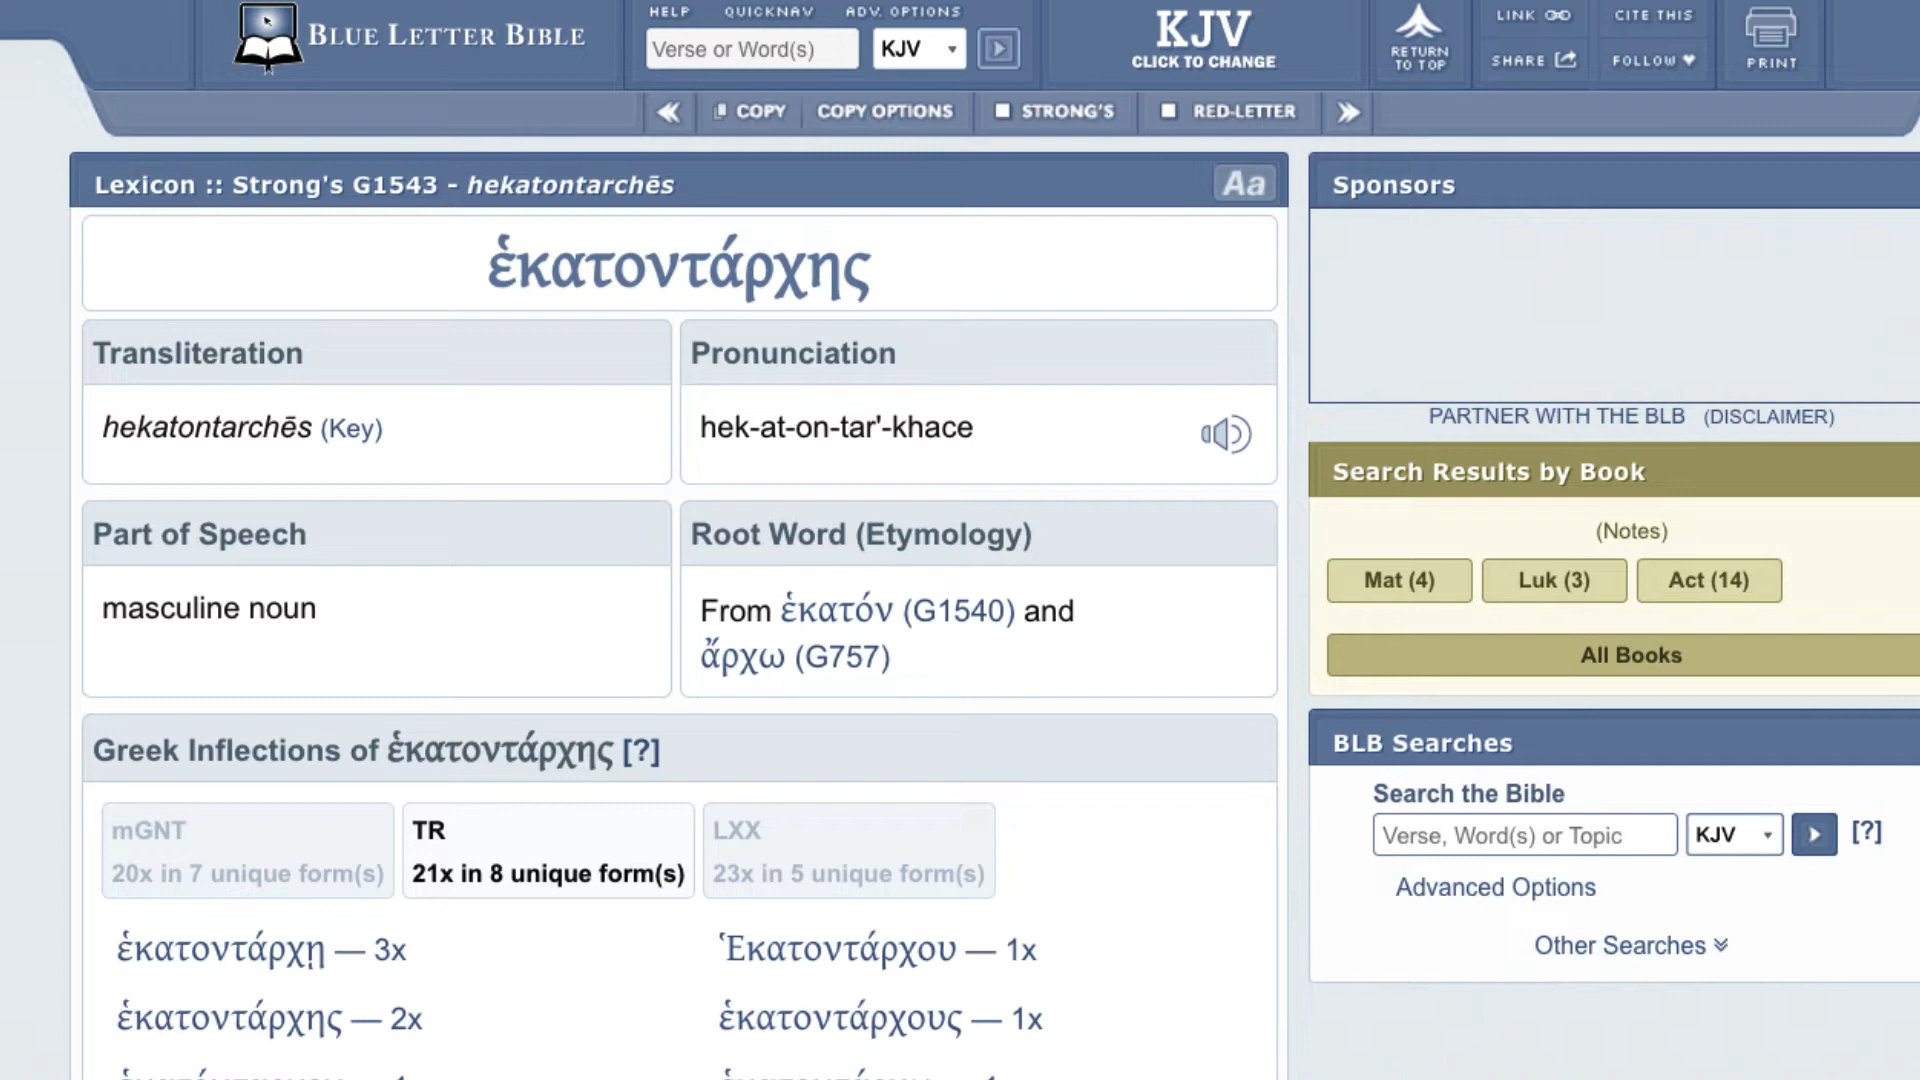 BLUE LETTER BIBLE
HELP QUICKNAV ADV. OPTIONS
Verse or Word(s) KJV
KJV
CLICK TO CHANGE
RETURN
TO TOP
LINK CITE THIS
SHARE FOLLOW
PRINT
COPY COPY OPTIONS STRONG'S RED-LETTER
Lexicon :: Strong's G1543 - hekatontarchēs Aa
ἑκατοντάρχης
Transliteration
hekatontarchēs (Key)
Pronunciation
hek-at-on-tar'-khace
Part of Speech
masculine noun
Root Word (Etymology)
From ἑκατόν (G1540) and
ἄρχω (G757)
Greek Inflections of ἑκατοντάρχης [?]
mGNT
20x in 7 unique form(s)
TR
21x in 8 unique form(s)
LXX
23x in 5 unique form(s)
ἑκατοντάρχῃ — 3x
Ἑκατοντάρχου — 1x
ἑκατοντάρχης — 2x
ἑκατοντάρχους — 1x
Sponsors
PARTNER WITH THE BLB (DISCLAIMER)
Search Results by Book
(Notes)
Mat (4) Luk (3) Act (14)
All Books
BLB Searches
Search the Bible
Verse, Word(s) or Topic KJV [?]
Advanced Options
Other Searches